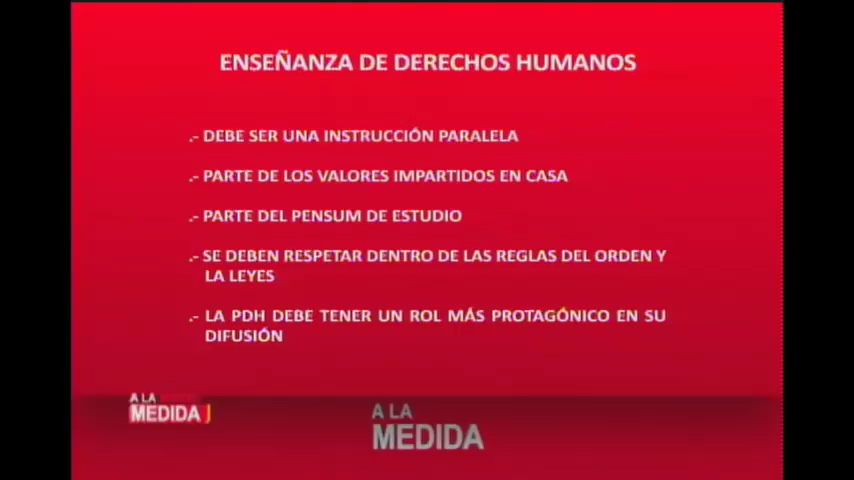 ENSEÑANZA DE DERECHOS HUMANOS
.- DEBE SER UNA INSTRUCCIÓN PARALELA
.- PARTE DE LOS VALORES IMPARTIDOS EN CASA
.- PARTE DEL PENSUM DE ESTUDIO
.- SE DEBEN RESPETAR DENTRO DE LAS REGLAS DEL ORDEN Y
LA LEYES
.- LA PDH DEBE TENER UN ROL MÁS PROTAGÓNICO EN SU
DIFUSIÓN
A LA
MEDIDA
A LA
MEDIDA